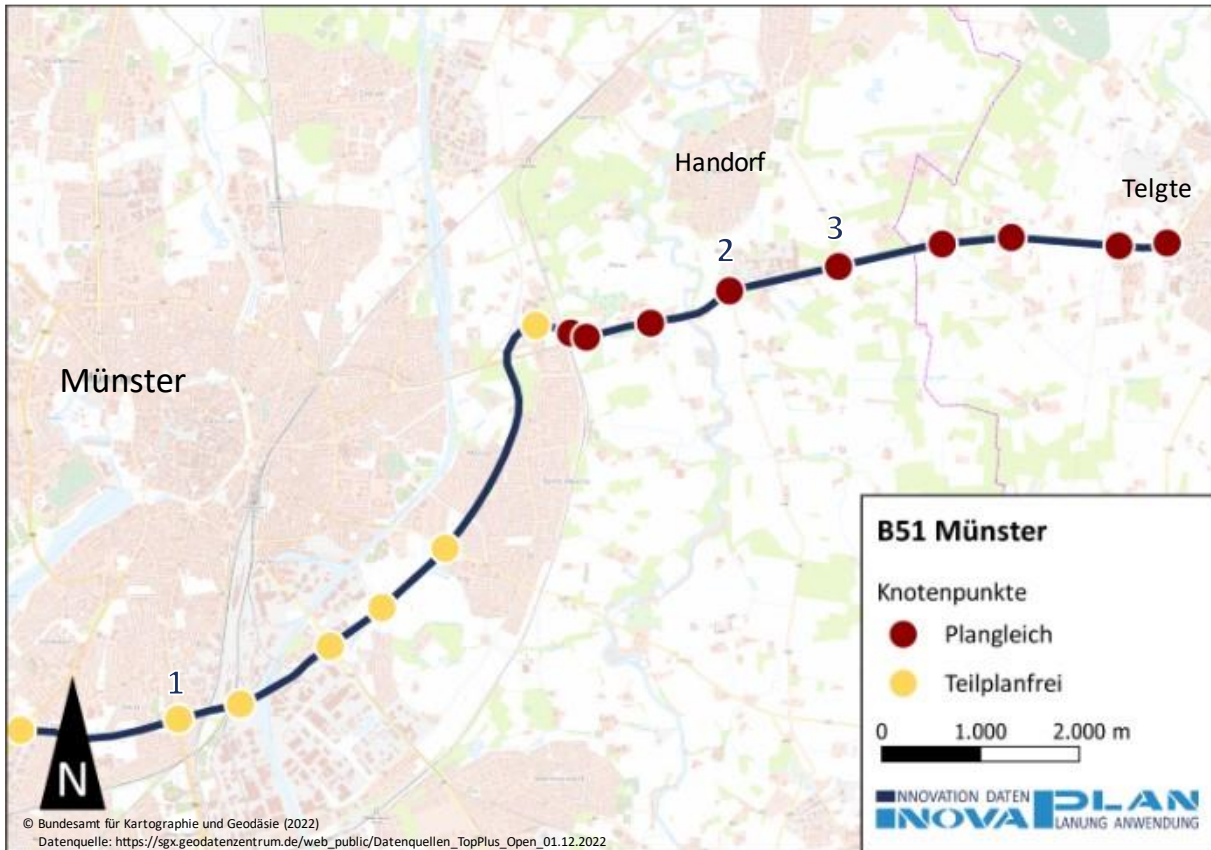 Handorf
Telgte
2
3
Münster
1
B51 Münster
Knotenpunkte
Plangleich
Teilplanfrei
0 1.000 2.000 m
N
INNOVATION DATEN PLAN
INOVA PLANUNG ANWENDUNG
© Bundesamt für Kartographie und Geodäsie (2022)
Datenquelle: https://sgx.geodatenzentrum.de/web_public/Datenquellen_TopPlus_Open_01.12.2022